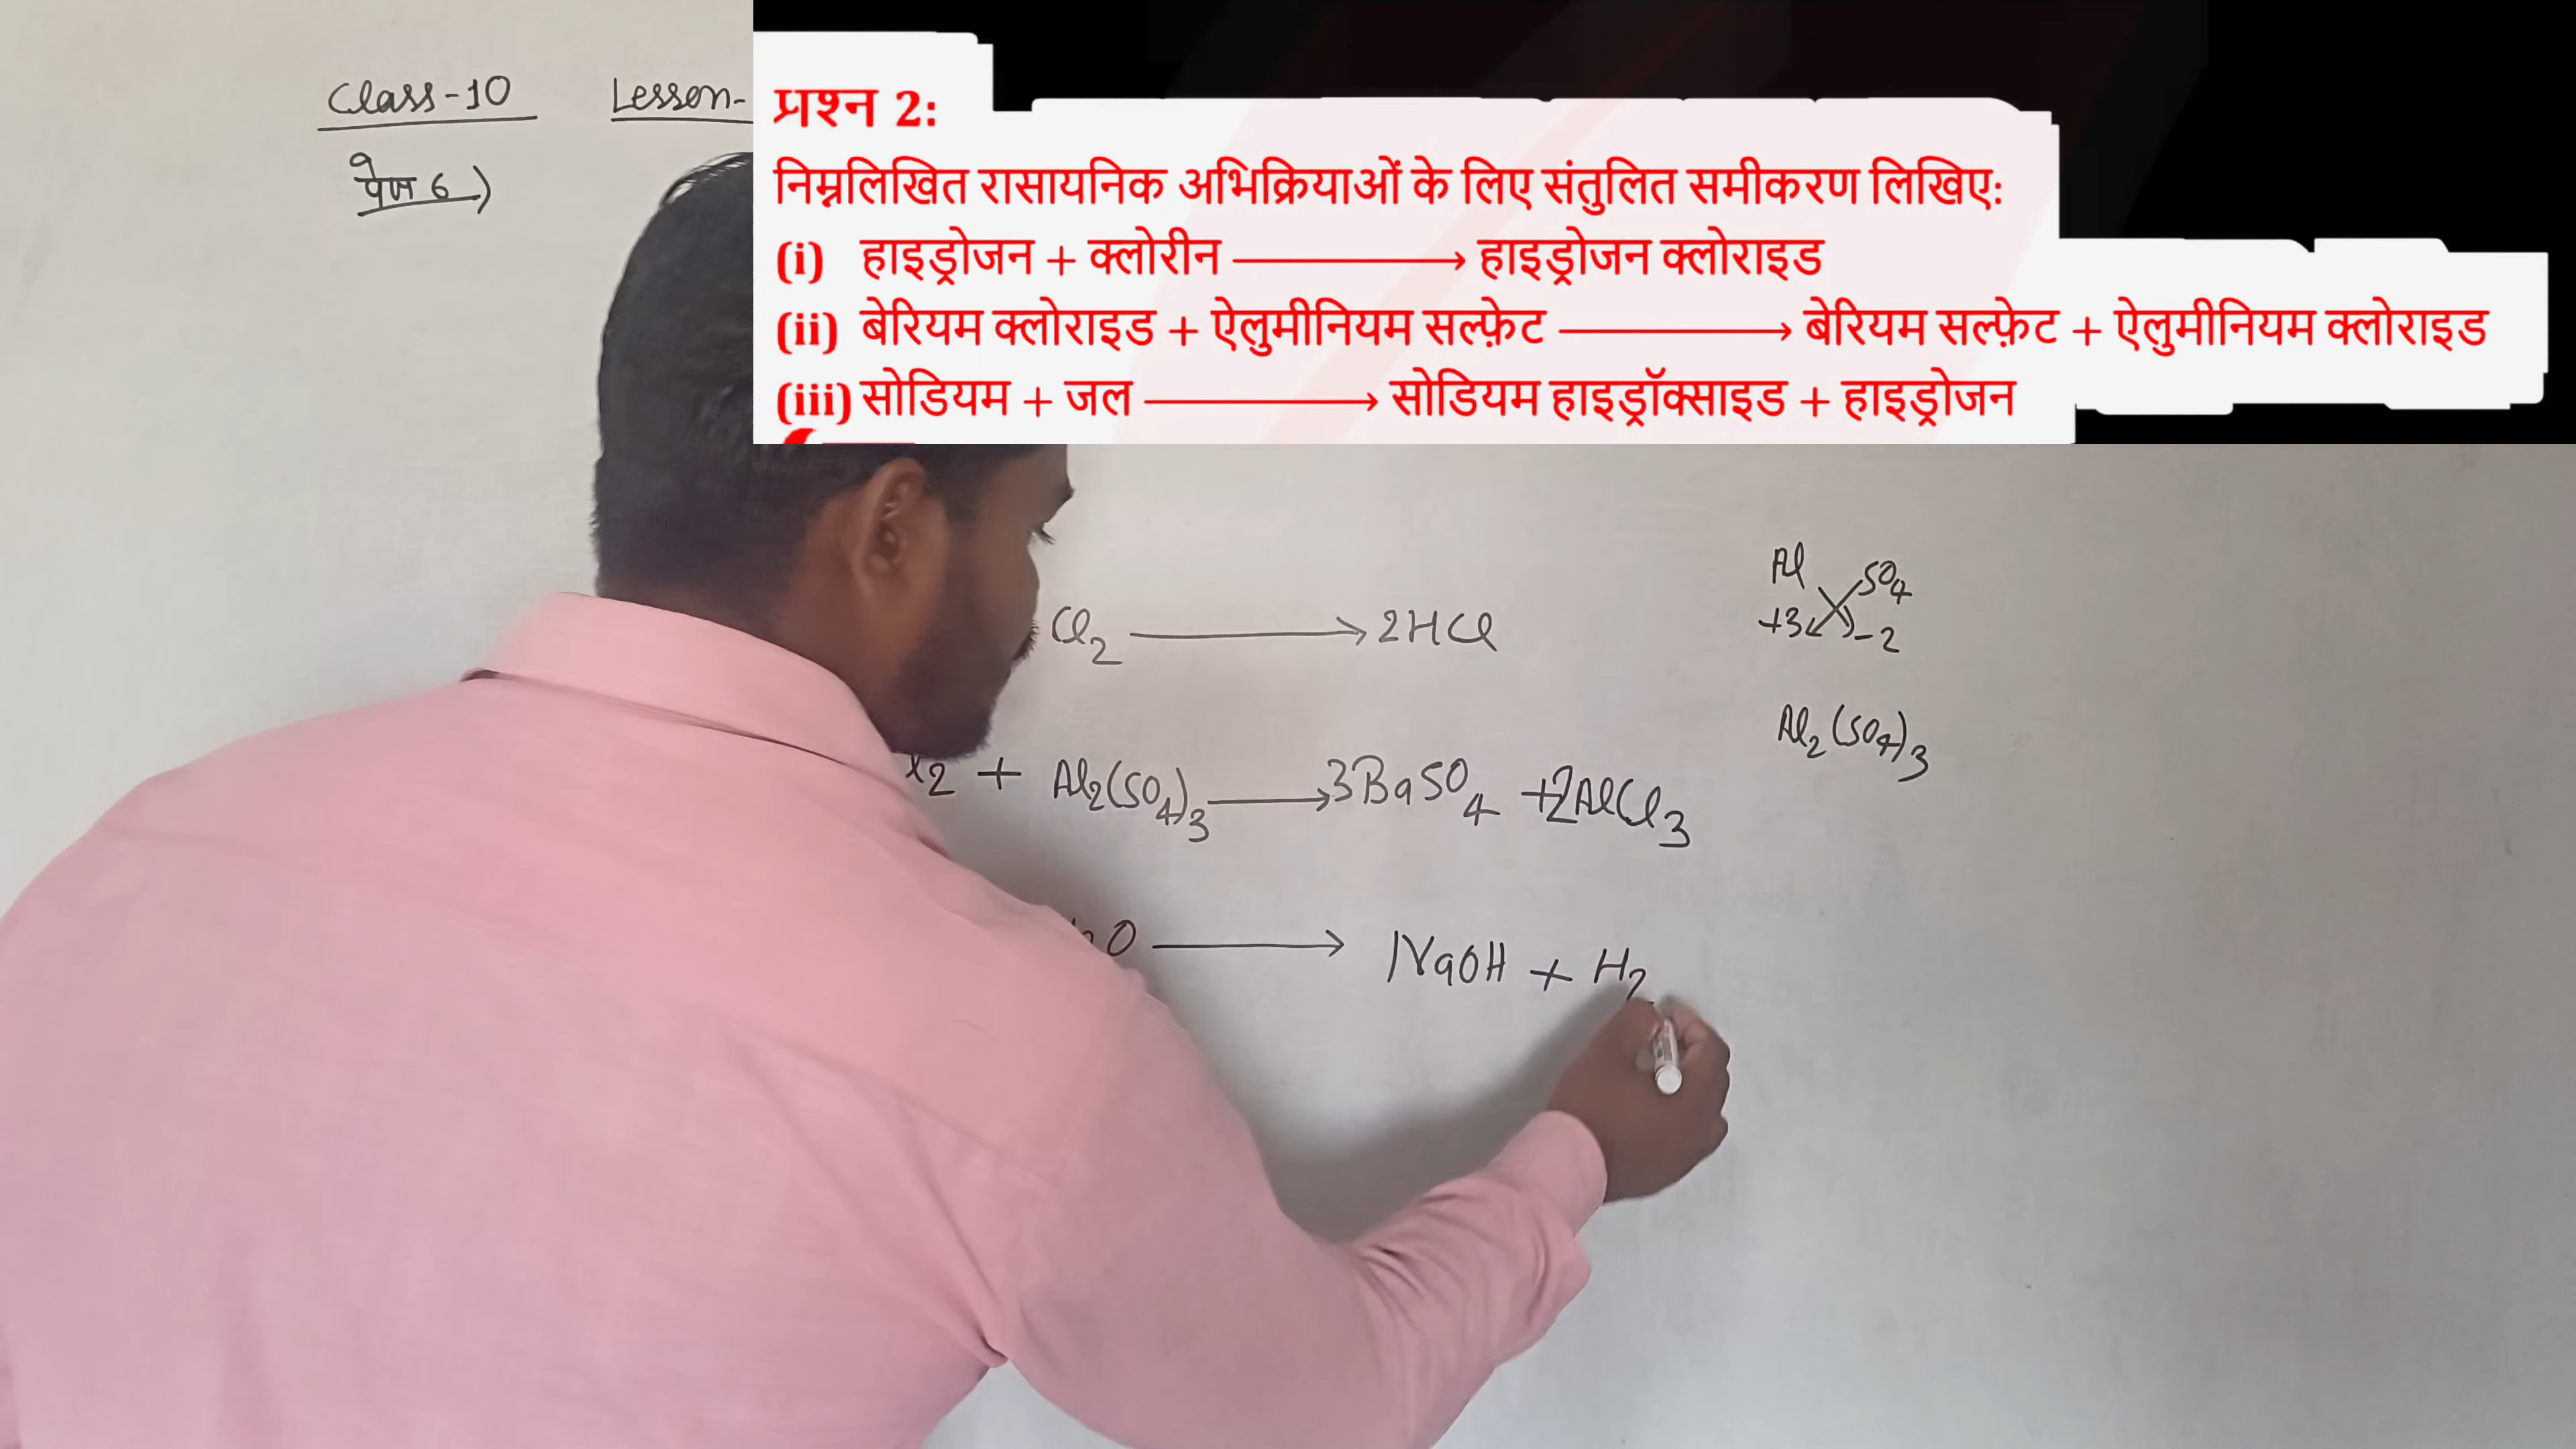 Class-10 Lesson-
पेज 6)
प्रश्न 2:
निम्नलिखित रासायनिक अभिक्रियाओं के लिए संतुलित समीकरण लिखिए:
(i) हाइड्रोजन + क्लोरीन ⟶ हाइड्रोजन क्लोराइड
(ii) बेरियम क्लोराइड + ऐलुमीनियम सल्फ़ेट ⟶ बेरियम सल्फ़ेट + ऐलुमीनियम क्लोराइड
(iii) सोडियम + जल ⟶ सोडियम हाइड्रॉक्साइड + हाइड्रोजन
Cl₂ ⟶ 2HCl
₂ + Al₂(SO₄)₃ ⟶ 3BaSO₄ + 2AlCl₃
O ⟶ NaOH + H₂
Al SO₄
+3 -2
Al₂(SO₄)₃